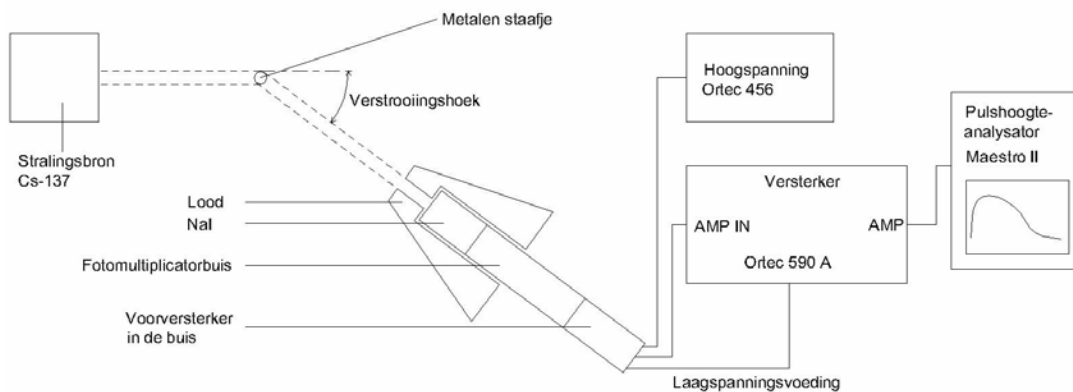 Metalen staafje
Hoogspanning
Ortec 456
Verstrooiingshoek
Pulshoogte-
analysator
Maestro II
Stralingsbron
Cs-137
Versterker
Lood
NaI
AMP IN
AMP
Fotomultiplicatorbuis
Ortec 590 A
Voorversterker
in de buis
Laagspanningsvoeding